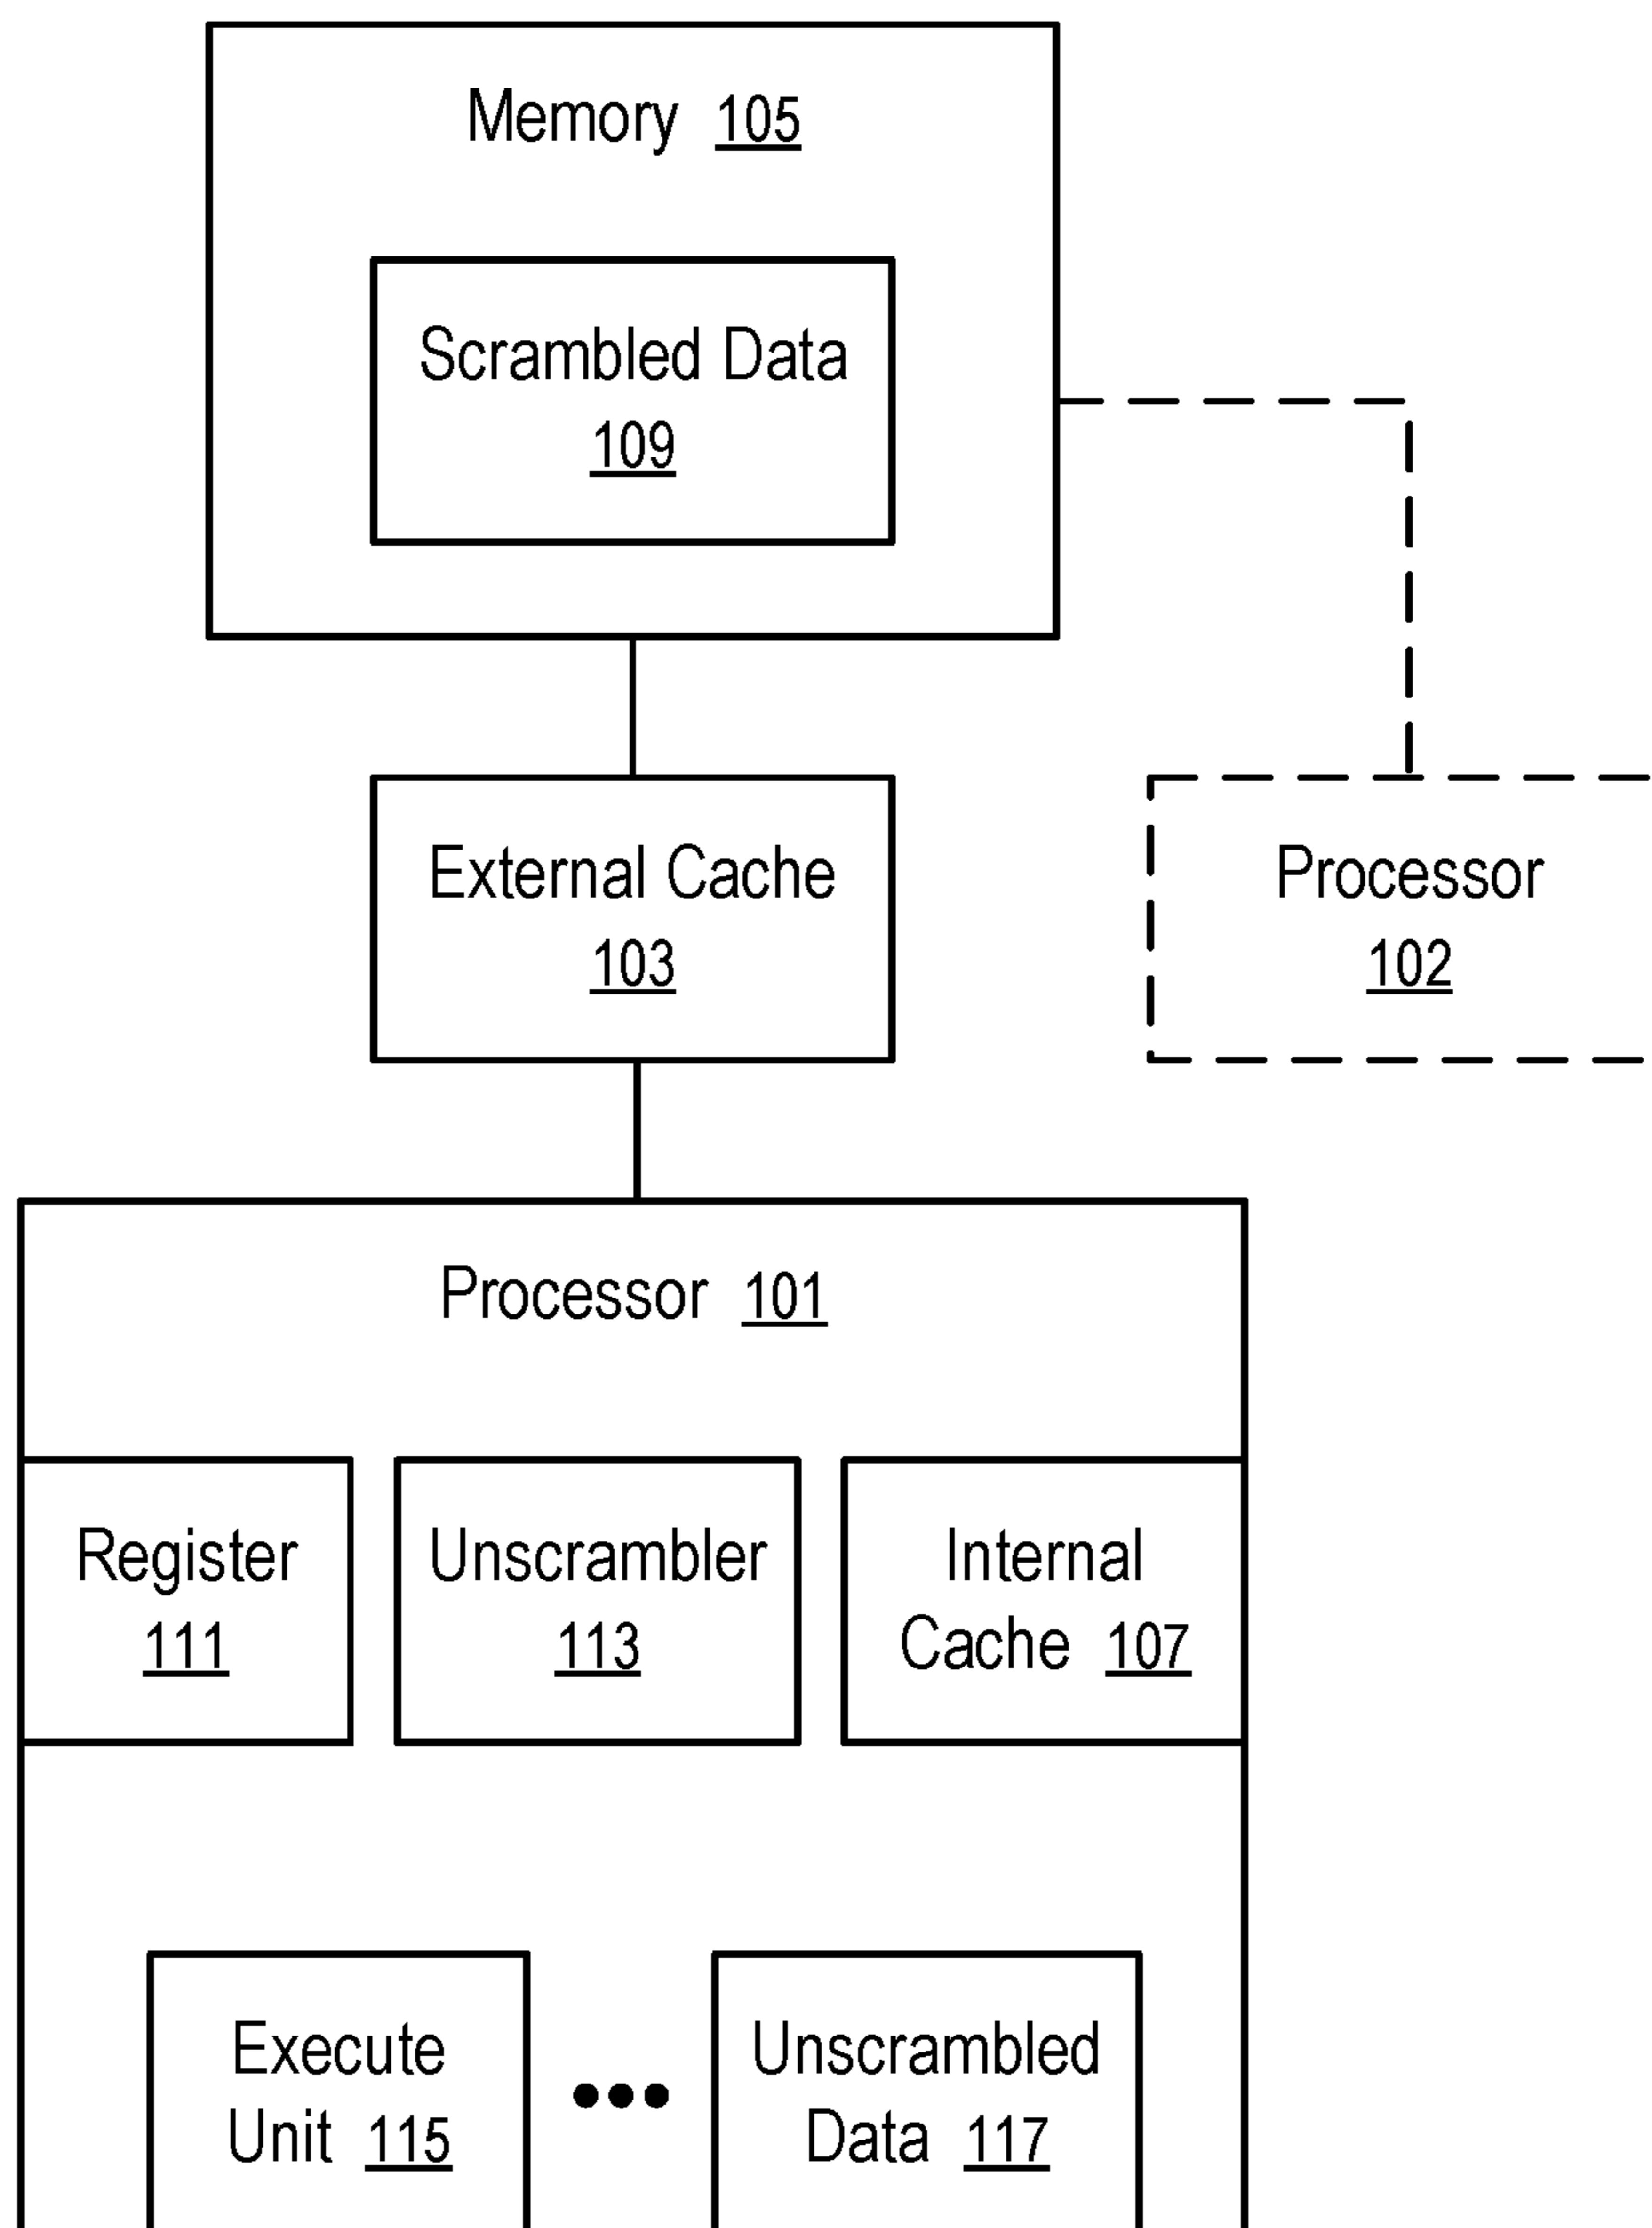 Memory 105
Scrambled Data
109
External Cache
103
Processor
102
Processor 101
Register
111
Unscrambler
113
Internal
Cache 107
Execute
Unit 115
Unscrambled
Data 117